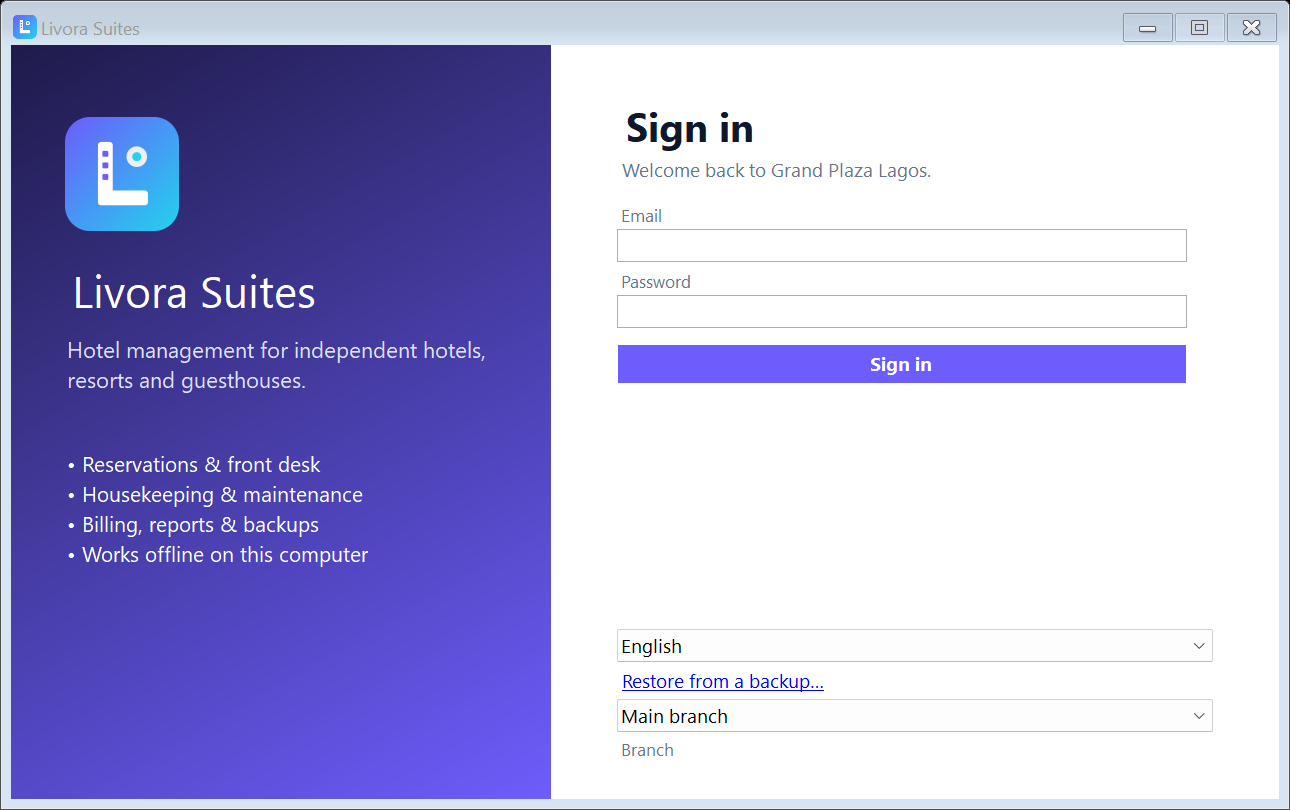 Livora Suites
Livora Suites
Hotel management for independent hotels,
resorts and guesthouses.
• Reservations & front desk
• Housekeeping & maintenance
• Billing, reports & backups
• Works offline on this computer
Sign in
Welcome back to Grand Plaza Lagos.
Email
Password
Sign in
English
Restore from a backup...
Main branch
Branch